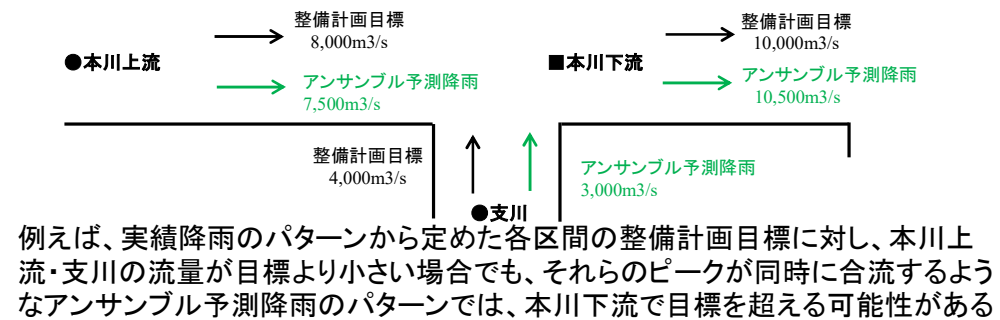 整備計画目標
8,000m3/s
●本川上流
アンサンブル予測降雨
7,500m3/s
整備計画目標
10,000m3/s
■本川下流
アンサンブル予測降雨
10,500m3/s
整備計画目標
4,000m3/s
アンサンブル予測降雨
3,000m3/s
●支川
例えば、実績降雨のパターンから定めた各区間の整備計画目標に対し、本川上
流・支川の流量が目標より小さい場合でも、それらのピークが同時に合流するよう
なアンサンブル予測降雨のパターンでは、本川下流で目標を超える可能性がある